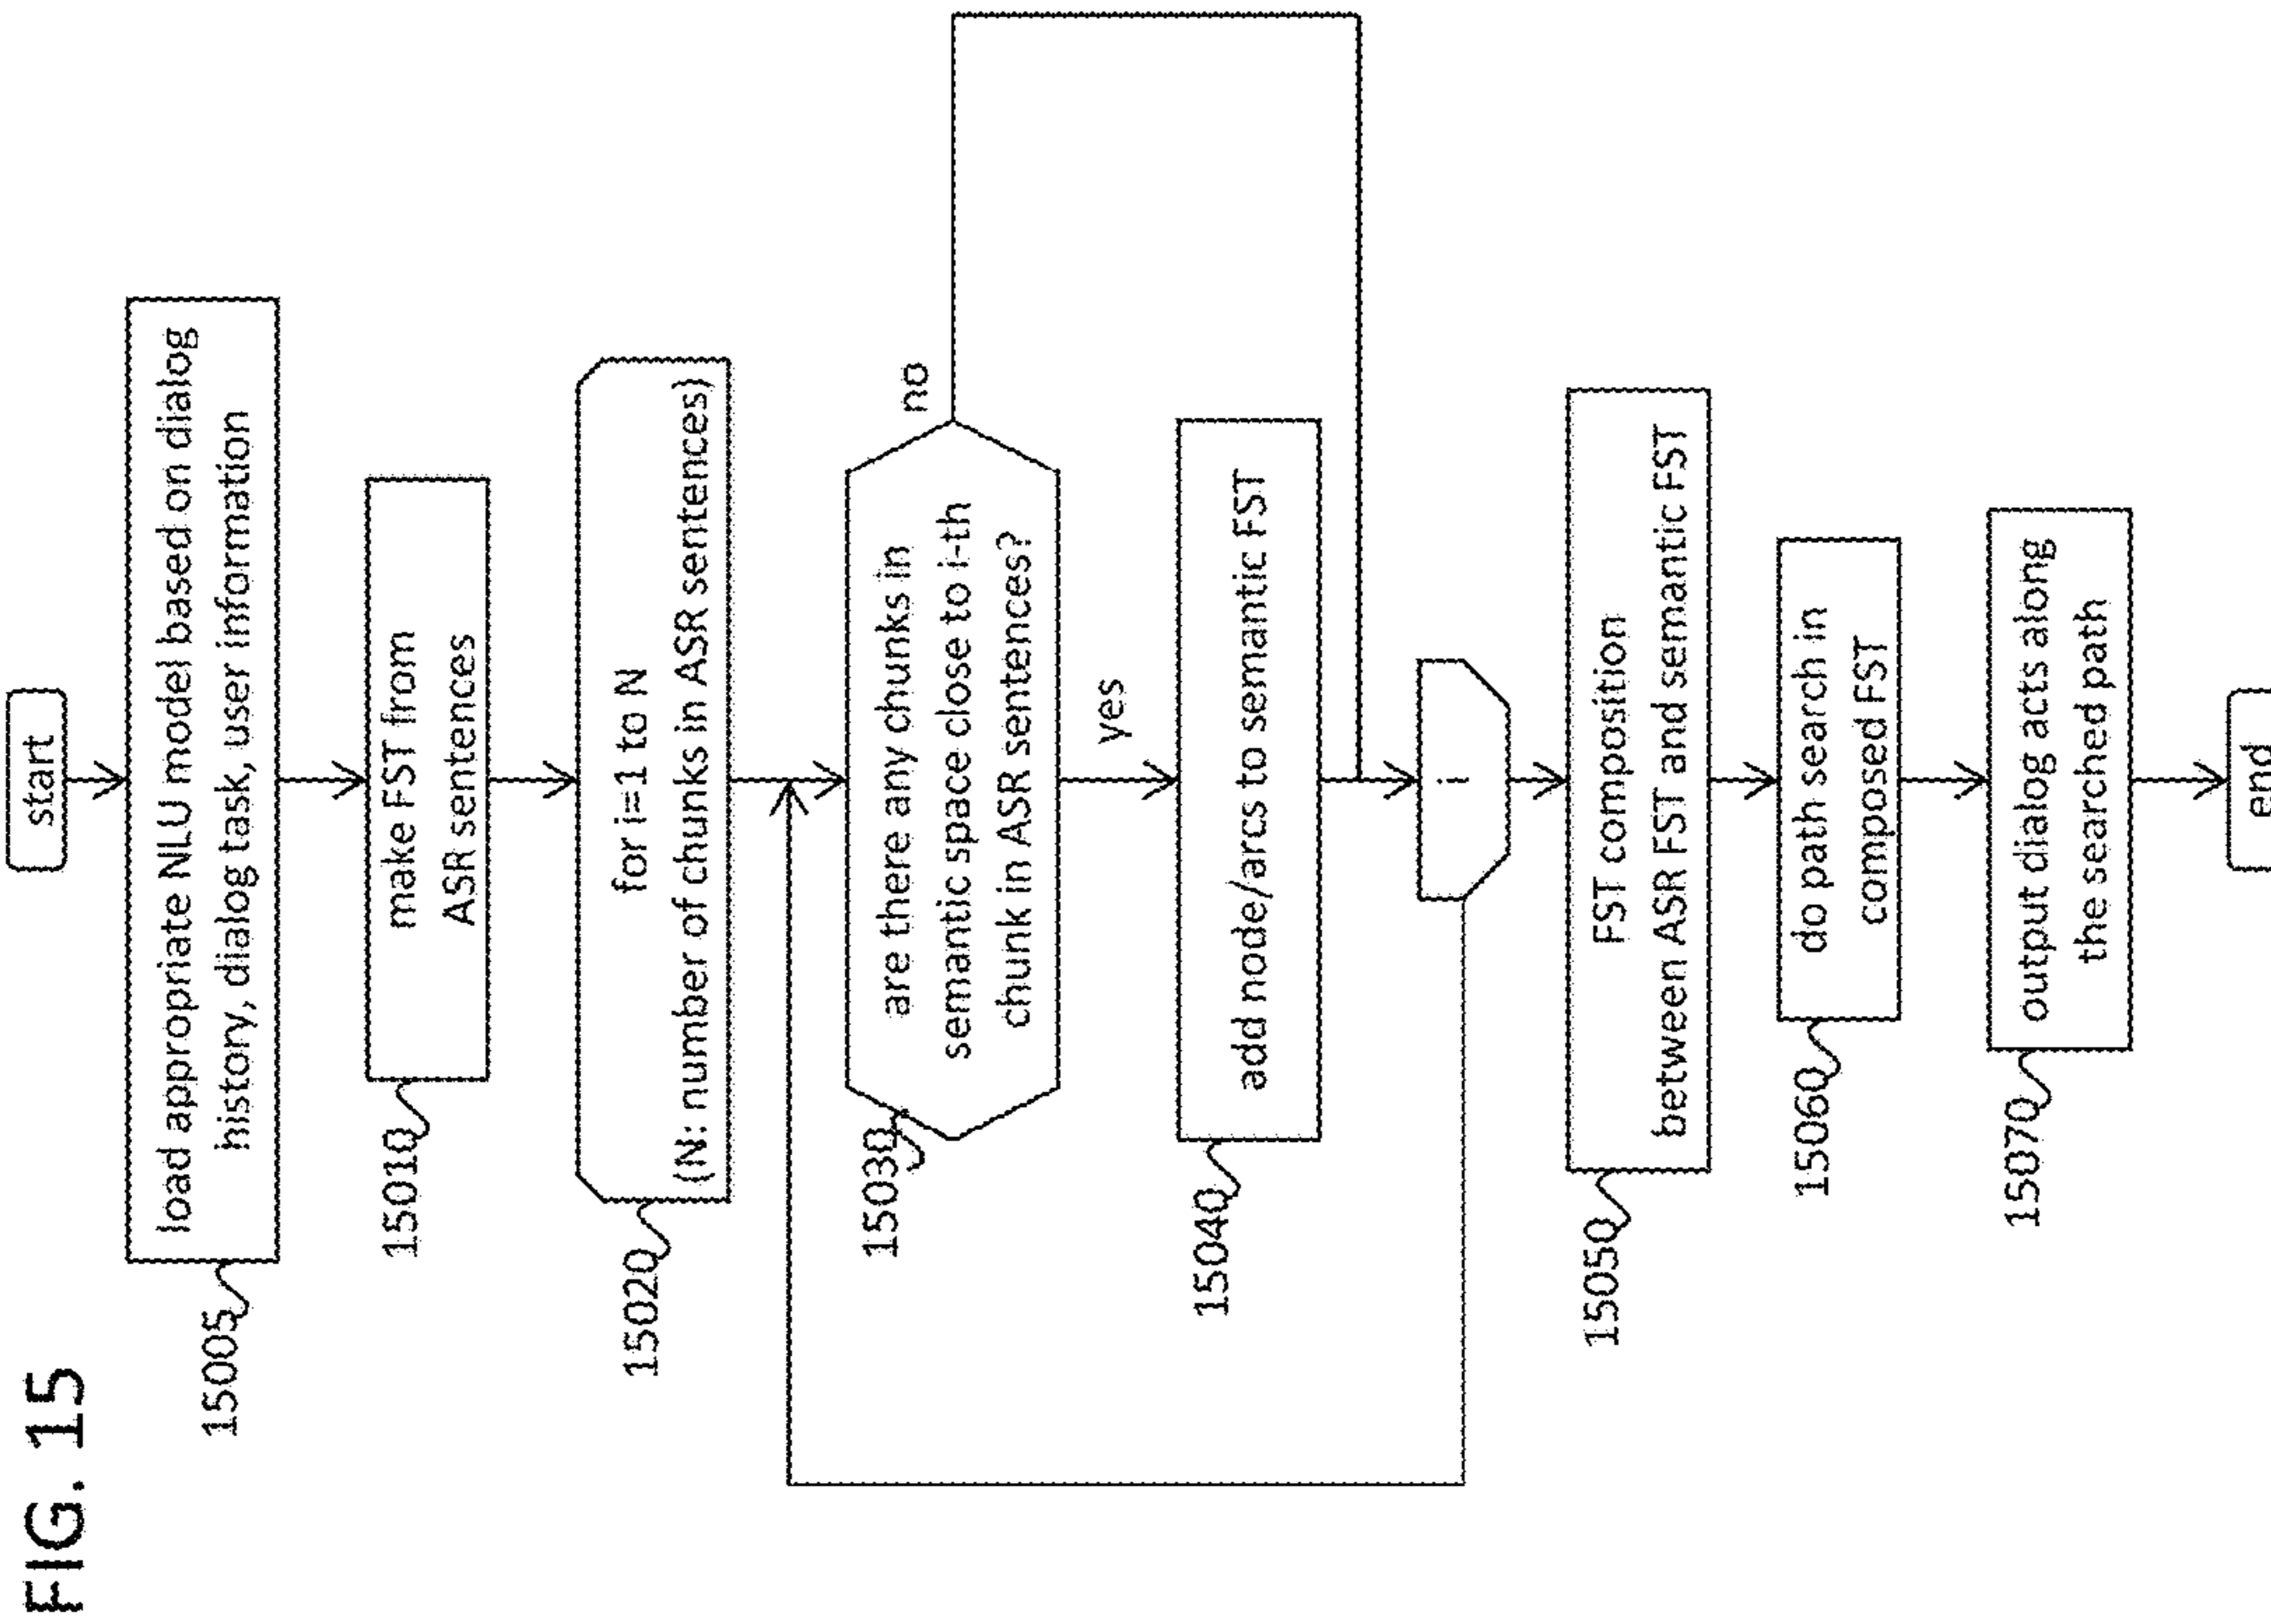 FIG. 15
start
15005
load appropriate NLU model based on dialog
history, dialog task, user information
15010
make FST from
ASR sentences
15020
for i=1 to N
(N: number of chunks in ASR sentences)
15030
are there any chunks in
semantic space close to i-th
chunk in ASR sentences?
no
yes
15040
add node/arcs to semantic FST
i
15050
FST composition
between ASR FST and semantic FST
15060
do path search in
composed FST
15070
output dialog acts along
the searched path
end